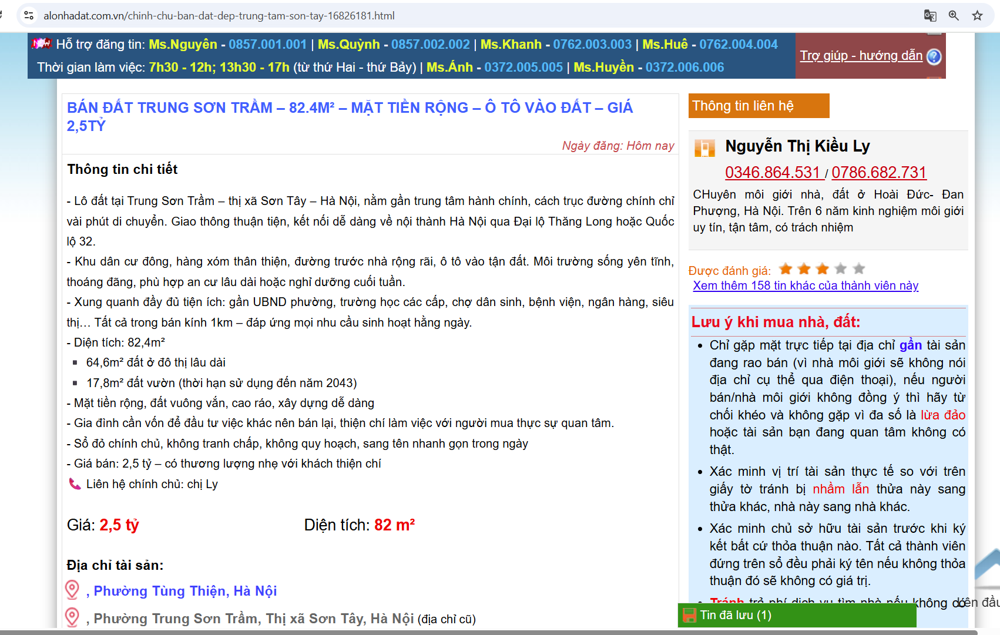 alonhadat.com.vn/chinh-chu-ban-dat-dep-trung-tam-son-tay-16826181.html
NEW Hỗ trợ đăng tin: Ms.Nguyên - 0857.001.001 | Ms.Quỳnh - 0857.002.002 | Ms.Khanh - 0762.003.003 | Ms.Huê - 0762.004.004
Thời gian làm việc: 7h30 - 12h; 13h30 - 17h (từ thứ Hai - thứ Bảy) | Ms.Ánh - 0372.005.005 | Ms.Huyền - 0372.006.006
Trợ giúp - hướng dẫn
BÁN ĐẤT TRUNG SƠN TRẦM – 82.4M² – MẶT TIỀN RỘNG – Ô TÔ VÀO ĐẤT – GIÁ
2,5TỶ
Ngày đăng: Hôm nay
Thông tin chi tiết
- Lô đất tại Trung Sơn Trầm – thị xã Sơn Tây – Hà Nội, nằm gần trung tâm hành chính, cách trục đường chính chỉ
vài phút di chuyển. Giao thông thuận tiện, kết nối dễ dàng về nội thành Hà Nội qua Đại lộ Thăng Long hoặc Quốc
lộ 32.
- Khu dân cư đông, hàng xóm thân thiện, đường trước nhà rộng rãi, ô tô vào tận đất. Môi trường sống yên tĩnh,
thoáng đãng, phù hợp an cư lâu dài hoặc nghỉ dưỡng cuối tuần.
- Xung quanh đầy đủ tiện ích: gần UBND phường, trường học các cấp, chợ dân sinh, bệnh viện, ngân hàng, siêu
thị… Tất cả trong bán kính 1km – đáp ứng mọi nhu cầu sinh hoạt hằng ngày.
- Diện tích: 82,4m²
▪ 64,6m² đất ở đô thị lâu dài
▪ 17,8m² đất vườn (thời hạn sử dụng đến năm 2043)
- Mặt tiền rộng, đất vuông vắn, cao ráo, xây dựng dễ dàng
- Gia đình cần vốn để đầu tư việc khác nên bán lại, thiện chí làm việc với người mua thực sự quan tâm.
- Sổ đỏ chính chủ, không tranh chấp, không quy hoạch, sang tên nhanh gọn trong ngày
- Giá bán: 2,5 tỷ – có thương lượng nhẹ với khách thiện chí
Liên hệ chính chủ: chị Ly
Giá: 2,5 tỷ
Diện tích: 82 m²
Địa chỉ tài sản:
, Phường Tùng Thiện, Hà Nội
, Phường Trung Sơn Trầm, Thị xã Sơn Tây, Hà Nội (địa chỉ cũ)
Thông tin liên hệ
Nguyễn Thị Kiều Ly
0346.864.531 / 0786.682.731
CHuyên môi giới nhà, đất ở Hoài Đức- Đan
Phượng, Hà Nội. Trên 6 năm kinh nghiệm môi giới
uy tín, tận tâm, có trách nhiệm
Được đánh giá:
Xem thêm 158 tin khác của thành viên này
Lưu ý khi mua nhà, đất:
• Chỉ gặp mặt trực tiếp tại địa chỉ gần tài sản
đang rao bán (vì nhà môi giới sẽ không nói
địa chỉ cụ thể qua điện thoại), nếu người
bán/nhà môi giới không đồng ý thì hãy từ
chối khéo và không gặp vì đa số là lừa đảo
hoặc tài sản bạn đang quan tâm không có
thật.
• Xác minh vị trí tài sản thực tế so với trên
giấy tờ tránh bị nhầm lẫn thửa này sang
thửa khác, nhà này sang nhà khác.
• Xác minh chủ sở hữu tài sản trước khi ký
kết bất cứ thỏa thuận nào. Tất cả thành viên
đứng trên sổ đều phải ký tên nếu không thỏa
thuận đó sẽ không có giá trị.
• Tránh trả phí dịch vụ tìm nhà nếu không có
Lên đầu
Tin đã lưu (1)